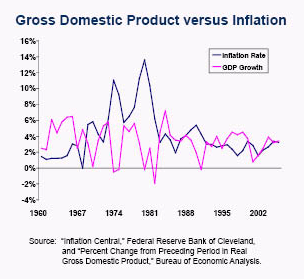 Gross Domestic Product versus Inflation
16%
14%
12%
10%
8%
6%
4%
2%
0%
-2%
-4%
Inflation Rate
GDP Growth
1960 1967 1974 1981 1988 1995 2002
Source: "Inflation Central," Federal Reserve Bank of Cleveland,
and "Percent Change from Preceding Period in Real
Gross Domestic Product," Bureau of Economic Analysis.